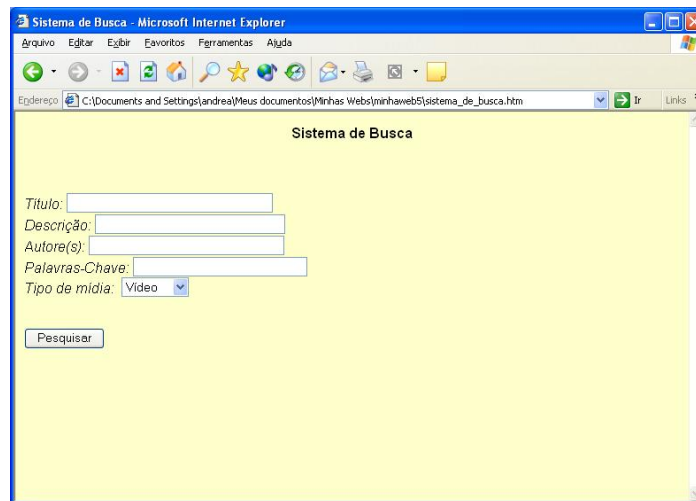 Sistema de Busca - Microsoft Internet Explorer
Arquivo Editar Exibir Favoritos Ferramentas Ajuda
Endereço C:\Documents and Settings\andrea\Meus documentos\Minhas Webs\minhaweb5\sistema_de_busca.htm Ir Links
Sistema de Busca
Título:
Descrição:
Autore(s):
Palavras-Chave:
Tipo de mídia: Vídeo
Pesquisar